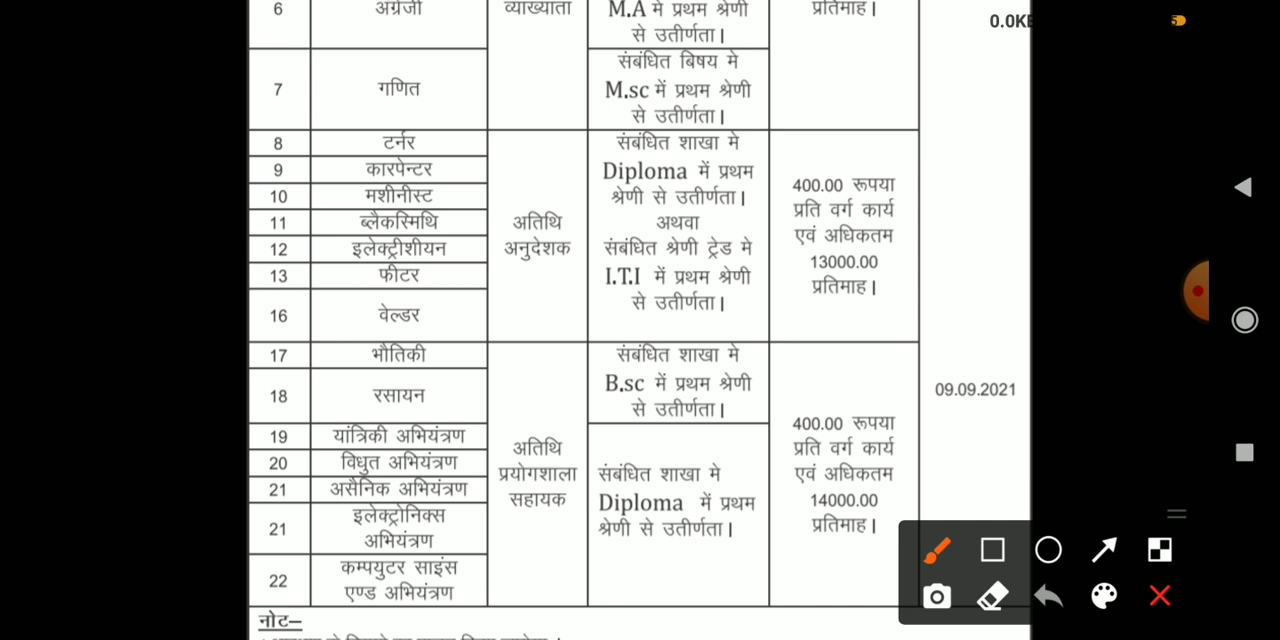 6 अंग्रेजी व्याख्याता M.A मे प्रथम श्रेणी प्रतिमाह।
से उतीर्णता।
0.0KB
7 गणित संबंधित बिषय मे
M.sc में प्रथम श्रेणी
से उतीर्णता।
8 टर्नर
9 कारपेन्टर
10 मशीनीस्ट
11 ब्लैकस्मिथि
12 इलेक्ट्रीशीयन
13 फीटर
16 वेल्डर
अतिथि
अनुदेशक
संबंधित शाखा मे
Diploma में प्रथम
श्रेणी से उतीर्णता।
अथवा
संबंधित श्रेणी ट्रेड मे
I.T.I में प्रथम श्रेणी
से उतीर्णता।
400.00 रूपया
प्रति वर्ग कार्य
एवं अधिकतम
13000.00
प्रतिमाह।
17 भौतिकी
18 रसायन
19 यांत्रिकी अभियंत्रण
20 विधुत अभियंत्रण
21 असैनिक अभियंत्रण
21 इलेक्ट्रोनिक्स
अभियंत्रण
22 कम्पयुटर साइंस
एण्ड अभियंत्रण
अतिथि
प्रयोगशाला
सहायक
संबंधित शाखा मे
B.sc में प्रथम श्रेणी
से उतीर्णता।
संबंधित शाखा मे
Diploma में प्रथम
श्रेणी से उतीर्णता।
400.00 रूपया
प्रति वर्ग कार्य
एवं अधिकतम
14000.00
प्रतिमाह।
09.09.2021
नोट–